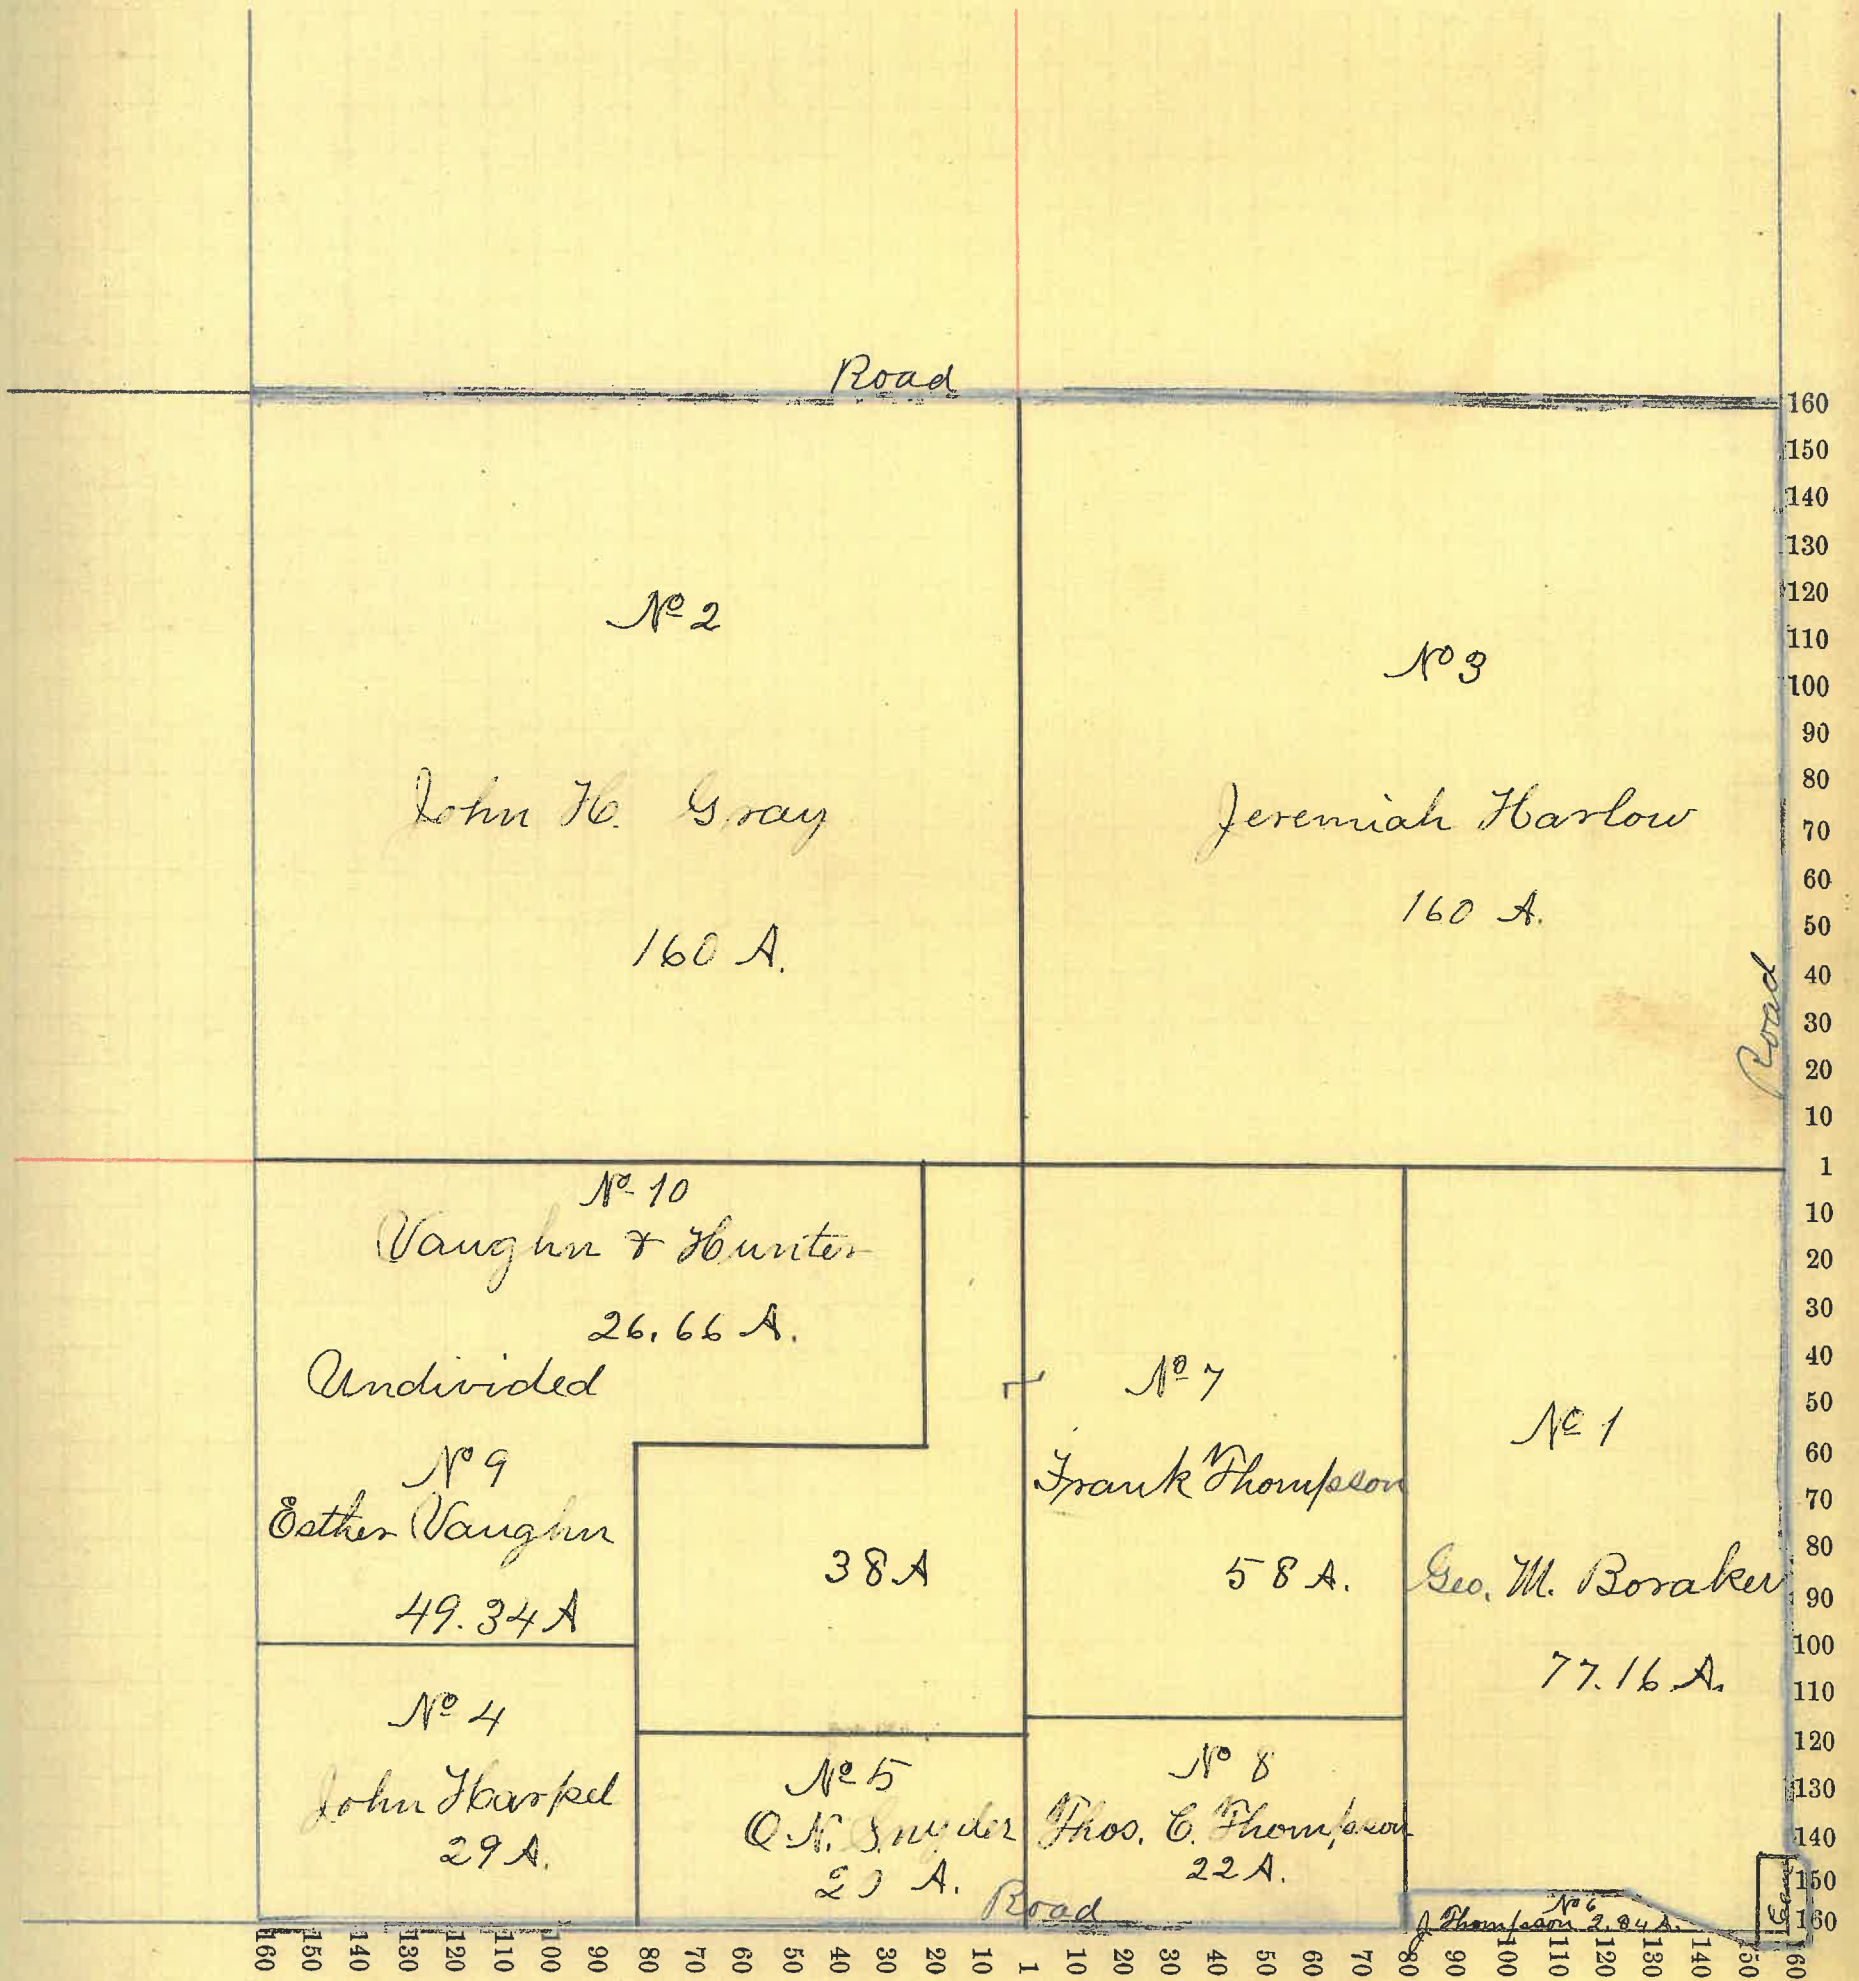 Road
No 2
John H. Gray
160 A.
No 3
Jeremiah Harlow
160 A.
Road
No 10
Vaughn & Hunter
26.66 A.
Undivided
No 9
Esther Vaughn
49.34 A
38 A
No 7
Frank Thompson
58 A.
No 1
Geo. M. Boraker
77.16 A.
No 4
John Harpel
29 A.
No 5
O.N. Snyder
A.
No 8
Thos. C. Thompson
22 A.
Road
No 6
J Thompson 2.84 A.
160
150
140
130
120
110
100
90
80
70
60
50
40
30
20
10
1
10
20
30
40
50
60
70
80
90
100
110
120
130
140
150
160
160 150 140 130 120 110 100 90 80 70 60 50 40 30 20 10 1 10 20 30 40 50 60 70 80 90 100 110 120 130 140 150 160